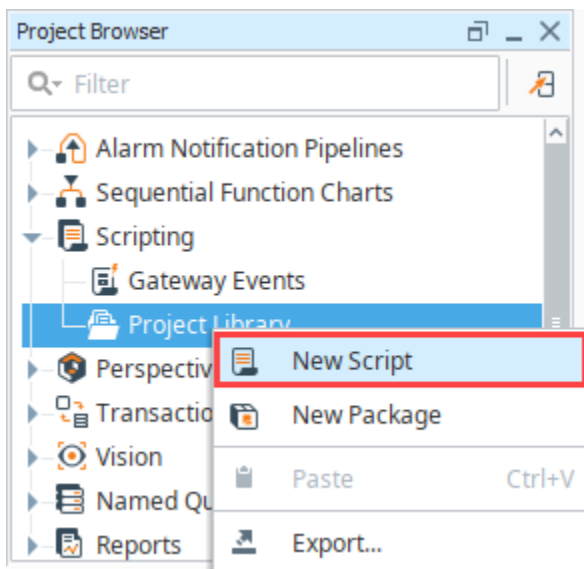 Project Browser
Filter
Alarm Notification Pipelines
Sequential Function Charts
Scripting
Gateway Events
Project Library
New Script
Perspectiv
Transactio
New Package
Vision
Paste Ctrl+V
Named Qu
Reports
Export...